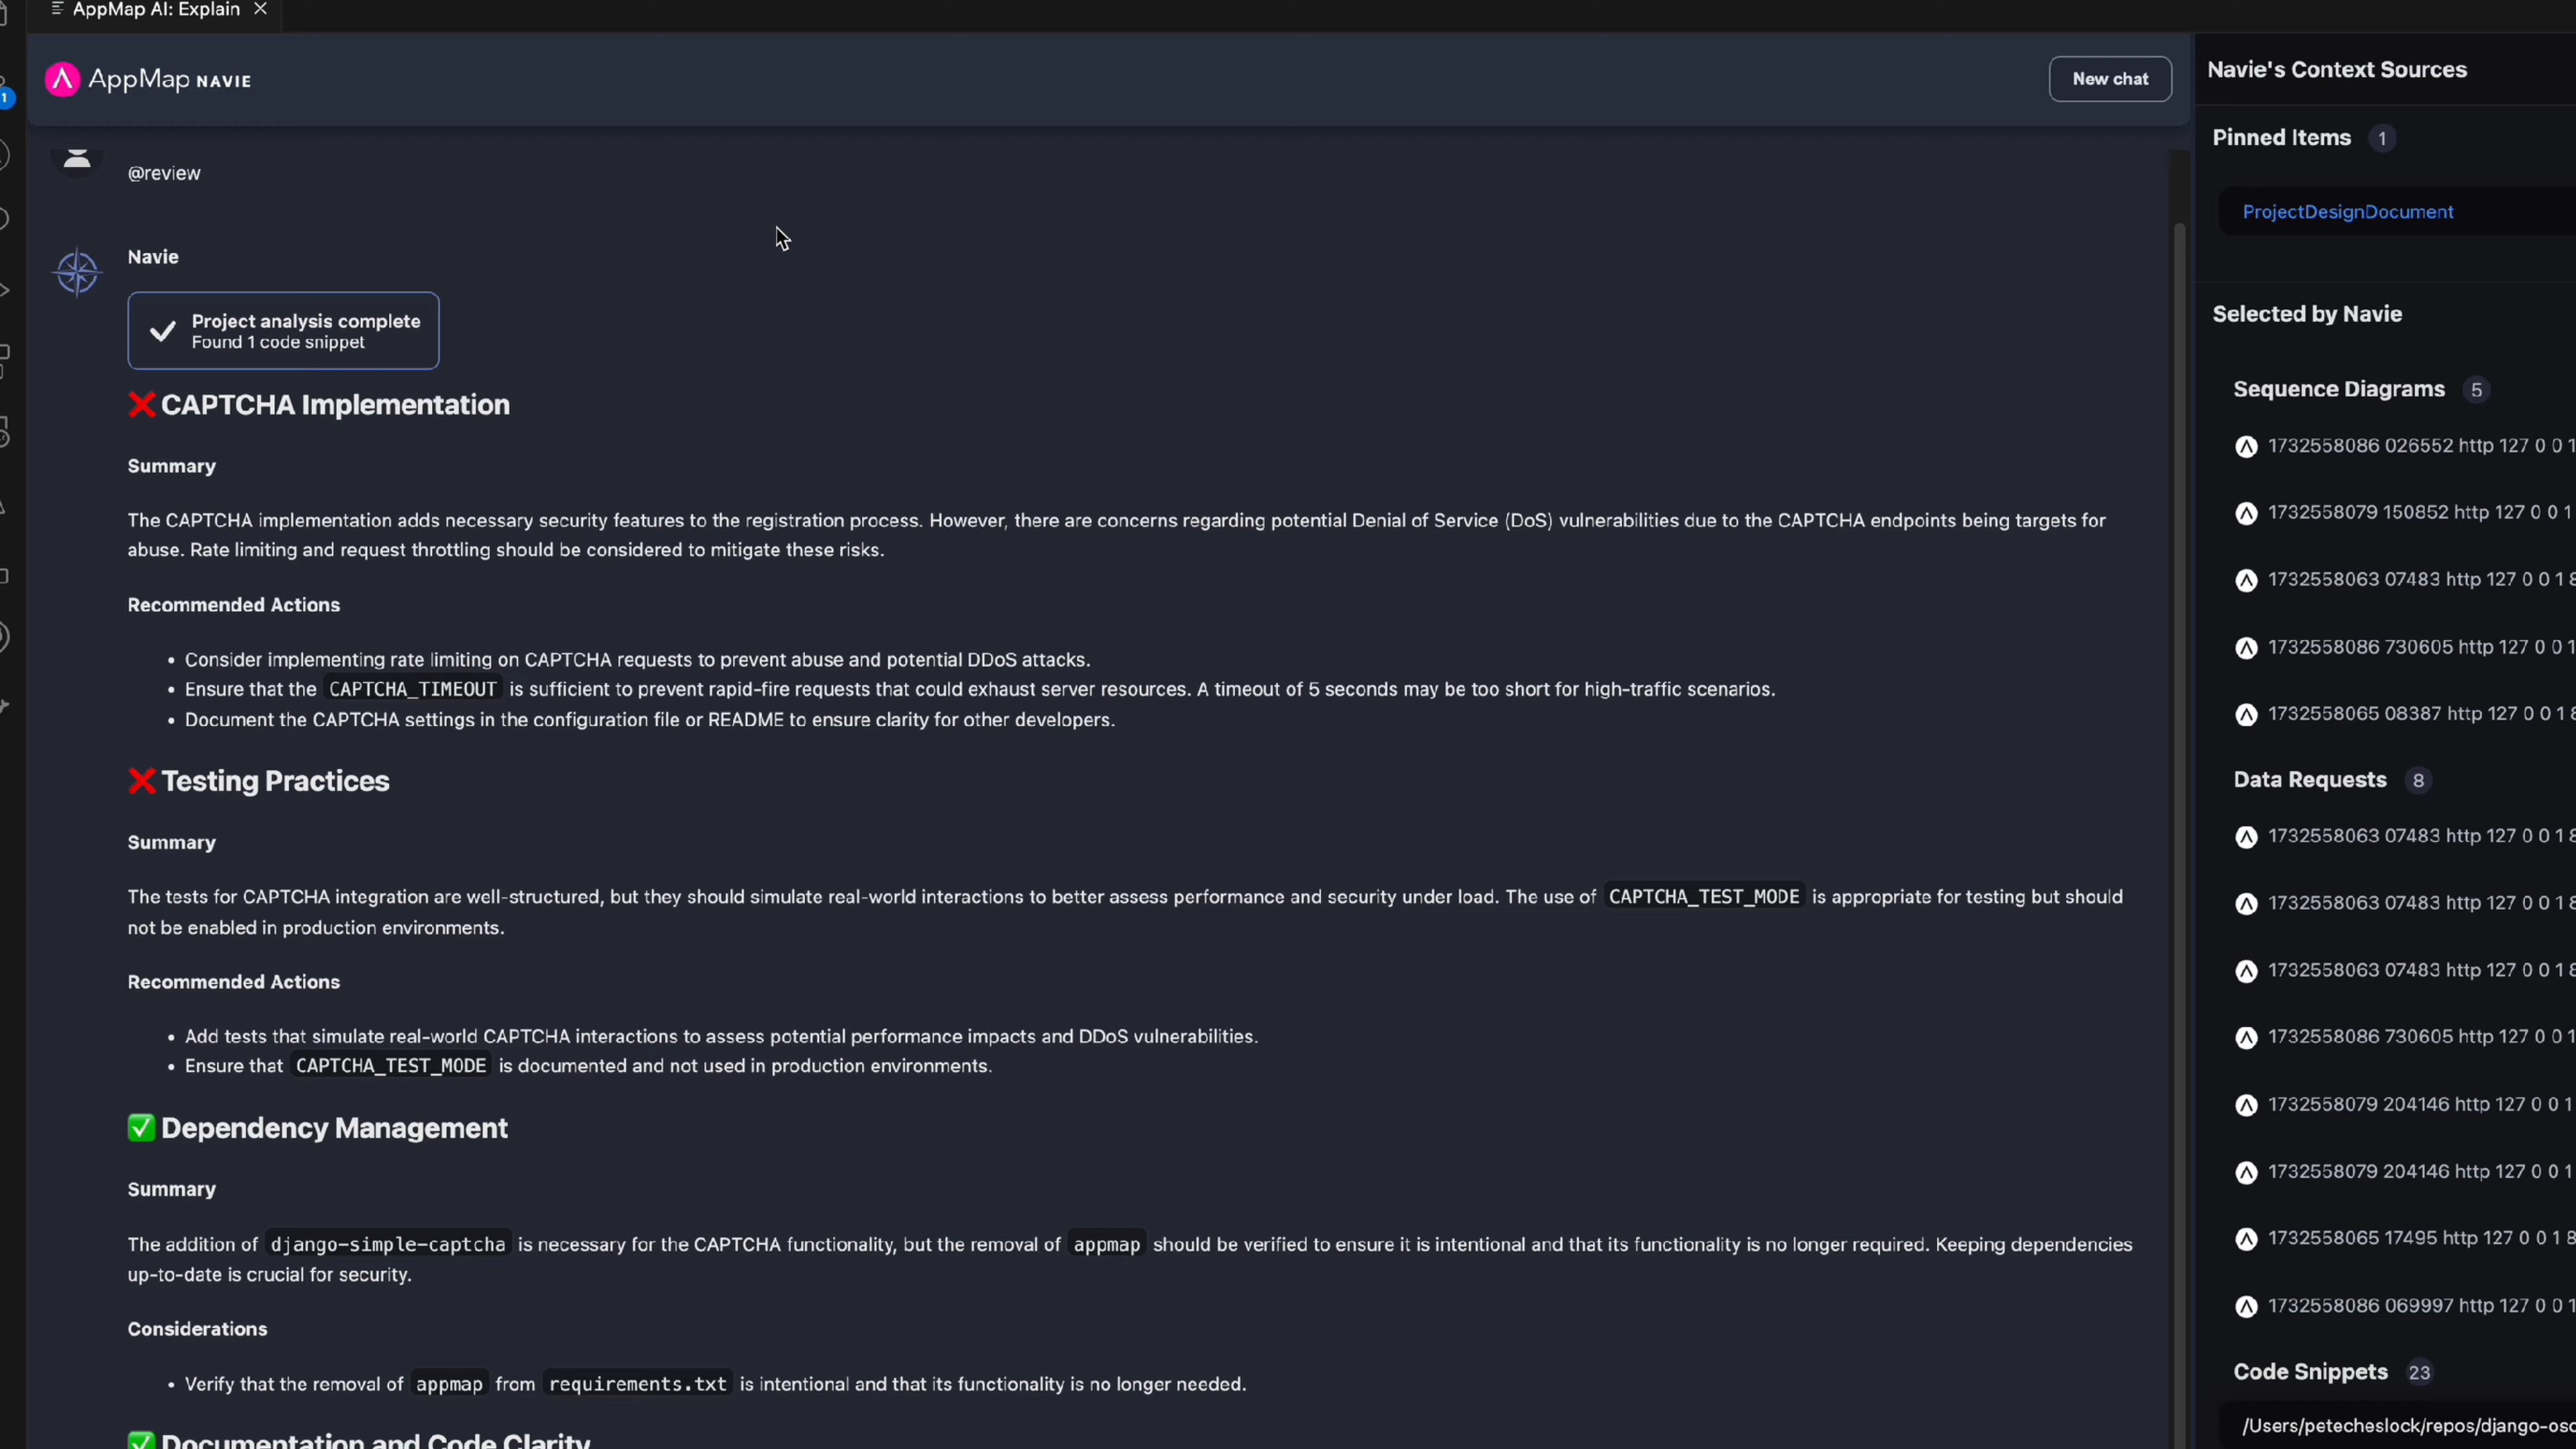 AppMap AI: Explain
AppMap NAVIE
New chat
1
@review
Navie
Project analysis complete
Found 1 code snippet
❌ CAPTCHA Implementation
Summary
The CAPTCHA implementation adds necessary security features to the registration process. However, there are concerns regarding potential Denial of Service (DoS) vulnerabilities due to the CAPTCHA endpoints being targets for
abuse. Rate limiting and request throttling should be considered to mitigate these risks.
Recommended Actions
• Consider implementing rate limiting on CAPTCHA requests to prevent abuse and potential DDoS attacks.
• Ensure that the CAPTCHA_TIMEOUT is sufficient to prevent rapid-fire requests that could exhaust server resources. A timeout of 5 seconds may be too short for high-traffic scenarios.
• Document the CAPTCHA settings in the configuration file or README to ensure clarity for other developers.
❌ Testing Practices
Summary
The tests for CAPTCHA integration are well-structured, but they should simulate real-world interactions to better assess performance and security under load. The use of CAPTCHA_TEST_MODE is appropriate for testing but should
not be enabled in production environments.
Recommended Actions
• Add tests that simulate real-world CAPTCHA interactions to assess potential performance impacts and DDoS vulnerabilities.
• Ensure that CAPTCHA_TEST_MODE is documented and not used in production environments.
✅ Dependency Management
Summary
The addition of django-simple-captcha is necessary for the CAPTCHA functionality, but the removal of appmap should be verified to ensure it is intentional and that its functionality is no longer required. Keeping dependencies
up-to-date is crucial for security.
Considerations
• Verify that the removal of appmap from requirements.txt is intentional and that its functionality is no longer needed.
✅ Documentation and Code Clarity
Navie's Context Sources
Pinned Items 1
ProjectDesignDocument
Selected by Navie
Sequence Diagrams 5
1732558086 026552 http 127 0 0 1
1732558079 150852 http 127 0 0 1
1732558063 07483 http 127 0 0 1 8
1732558086 730605 http 127 0 0 1
1732558065 08387 http 127 0 0 1 8
Data Requests 8
1732558063 07483 http 127 0 0 1 8
1732558063 07483 http 127 0 0 1 8
1732558063 07483 http 127 0 0 1 8
1732558086 730605 http 127 0 0 1
1732558079 204146 http 127 0 0 1
1732558079 204146 http 127 0 0 1
1732558065 17495 http 127 0 0 1 8
1732558086 069997 http 127 0 0 1
Code Snippets 23
/Users/petecheslock/repos/django-osc